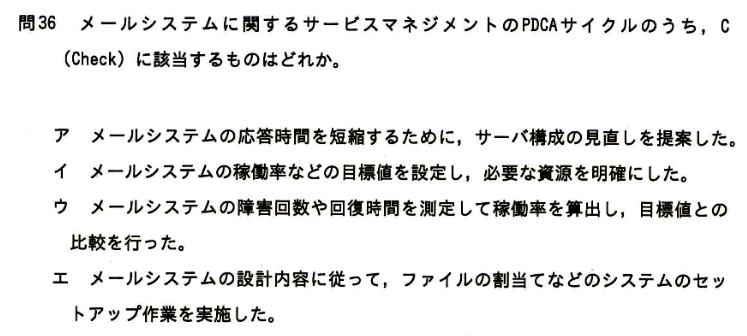 問36 メールシステムに関するサービスマネジメントのPDCAサイクルのうち，C
（Check）に該当するものはどれか。
ア メールシステムの応答時間を短縮するために，サーバ構成の見直しを提案した。
イ メールシステムの稼働率などの目標値を設定し，必要な資源を明確にした。
ウ メールシステムの障害回数や回復時間を測定して稼働率を算出し，目標値との
比較を行った。
エ メールシステムの設計内容に従って，ファイルの割当てなどのシステムのセッ
トアップ作業を実施した。